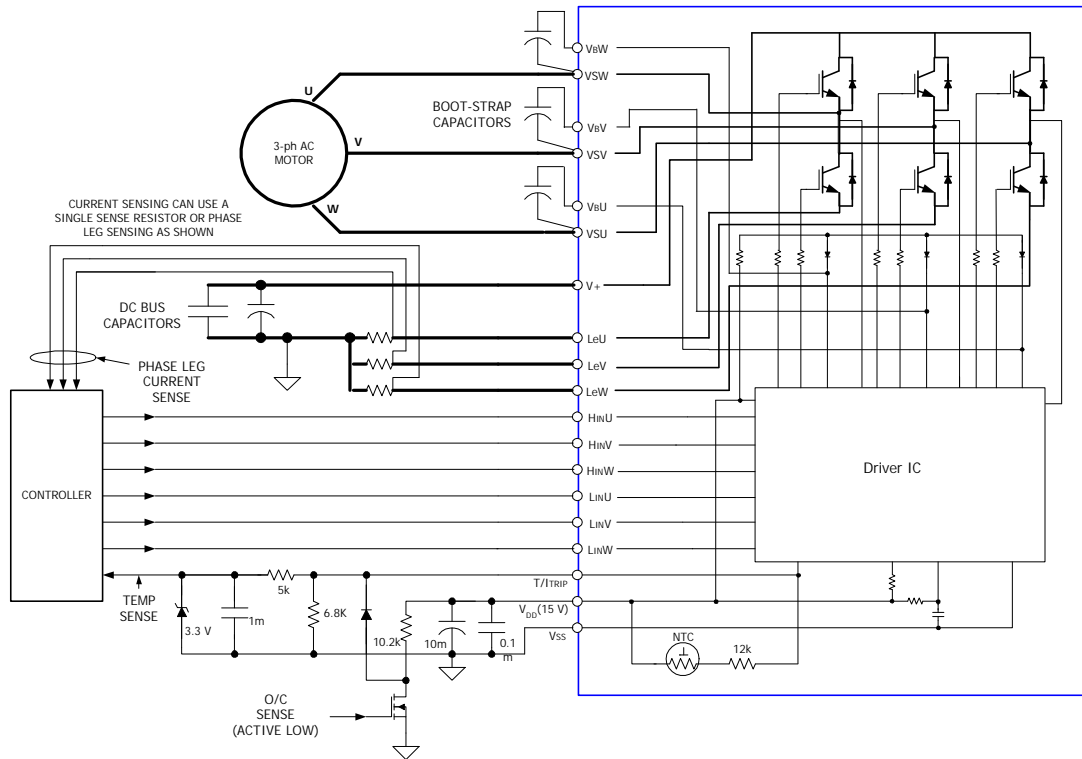 VBW
VSW
U
BOOT-STRAP
CAPACITORS
VBV
V
VSV
3-ph AC
MOTOR
W
VBU
VSU
CURRENT SENSING CAN USE A
SINGLE SENSE RESISTOR OR PHASE
LEG SENSING AS SHOWN
V+
DC BUS
CAPACITORS
LeU
LeV
LeW
PHASE LEG
CURRENT
SENSE
HINU
HINV
HINW
LINU
LINV
LINW
CONTROLLER
Driver IC
T/ITRIP
TEMP
SENSE
3.3 V
1m
5k
6.8K
10.2k
10m
0.1
m
VDD(15 V)
VSS
NTC
12k
O/C
SENSE
(ACTIVE LOW)